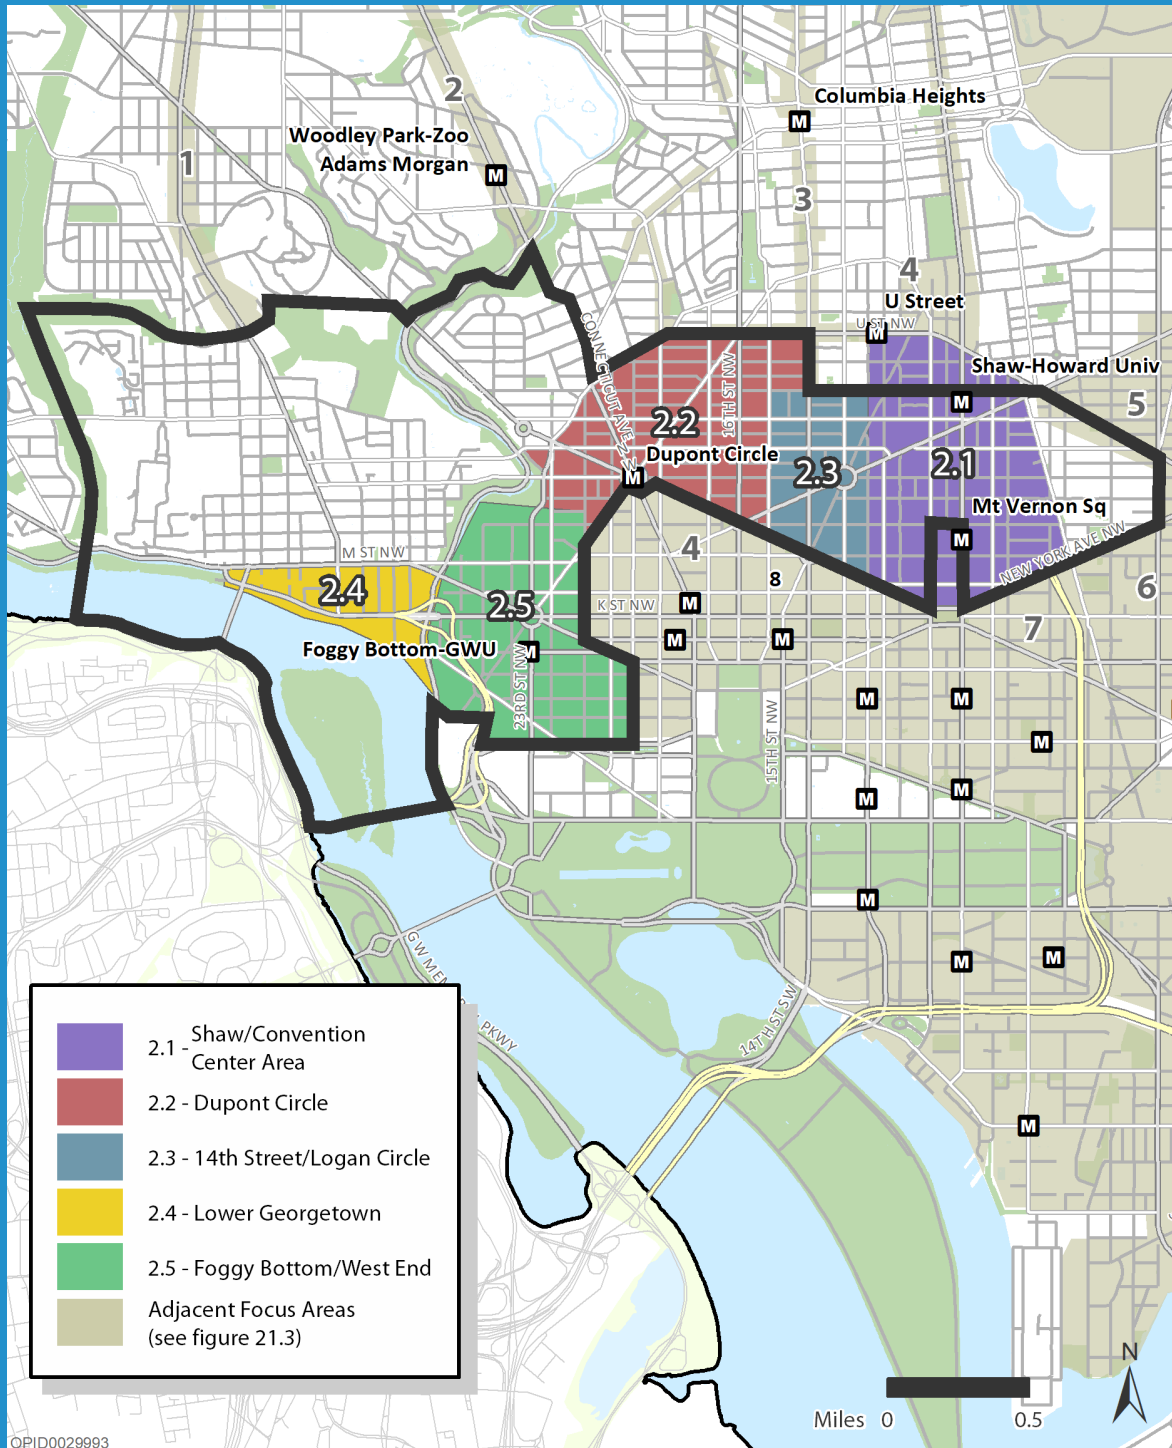 2
Columbia Heights
M
Woodley Park-Zoo
Adams Morgan
M
1
3
4
U Street
U ST NW
M
CONNECTICUT AVE NW
16TH ST NW
Shaw-Howard Univ
M
5
2.2
Dupont Circle
M
2.3
2.1
Mt Vernon Sq
M
NEW YORK AVE NW
M ST NW
4
8
2.4
2.5
K ST NW
M
6
7
Foggy Bottom-GWU
M
M
M
23RD ST NW
15TH ST NW
M
M
M
M
M
M
M
M
G W MEM
PKWY
14TH ST SW
M
2.1 - Shaw/Convention
Center Area
2.2 - Dupont Circle
2.3 - 14th Street/Logan Circle
2.4 - Lower Georgetown
2.5 - Foggy Bottom/West End
Adjacent Focus Areas
(see figure 21.3)
N
Miles 0 0.5
OPID0029993